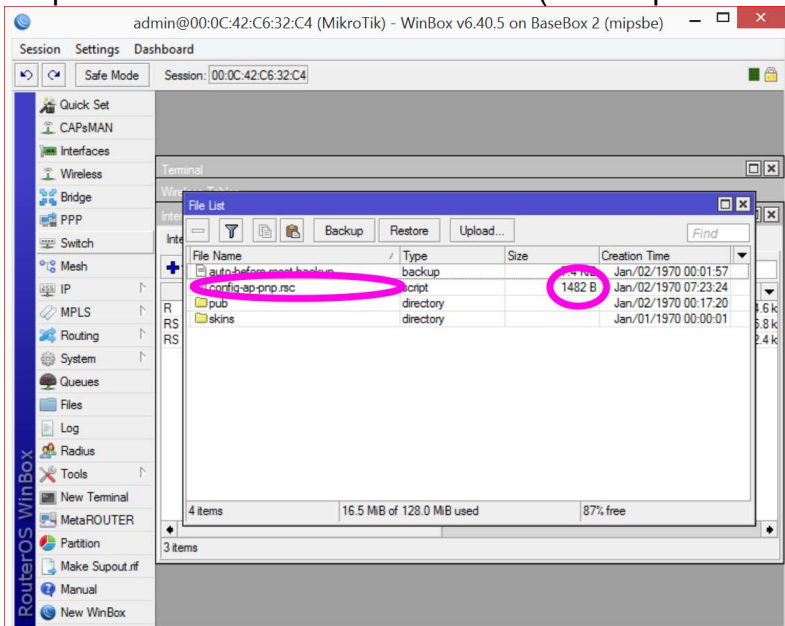 admin@00:0C:42:C6:32:C4 (MikroTik) - WinBox v6.40.5 on BaseBox 2 (mipsbe)
Session Settings Dashboard
Safe Mode Session: 00:0C:42:C6:32:C4
Quick Set
CAPsMAN
Interfaces
Wireless
Bridge
PPP
Switch
Mesh
IP
MPLS
Routing
System
Queues
Files
Log
Radius
Tools
New Terminal
MetaROUTER
Partition
Make Supout.rif
Manual
New WinBox
RouterOS WinBox
Terminal
File List
Backup Restore Upload... Find
File Name Type Size Creation Time
auto-before-reset.backup backup Jan/02/1970 00:01:57
config-ap-pnp.rsc script 1482 B Jan/02/1970 07:23:24
pub directory Jan/02/1970 00:17:20
skins directory Jan/01/1970 00:00:01
4 items 16.5 MiB of 128.0 MiB used 87% free
R
RS
RS
3 items